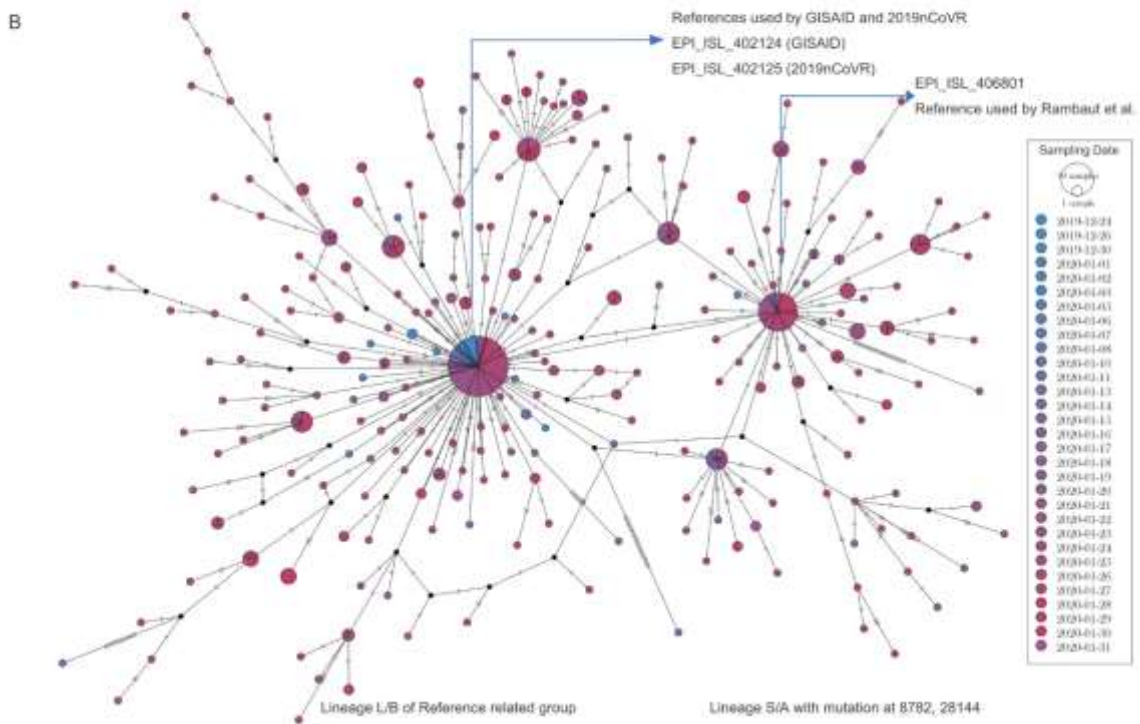 B
References used by GISAID and 2019nCoVR
EPI_ISL_402124 (GISAID)
EPI_ISL_402125 (2019nCoVR)
EPI_ISL_406801
Reference used by Rambaut et al.
Sampling Date
samples
1 sample
2019-12-24
2019-12-26
2019-12-30
2020-01-01
2020-01-02
2020-01-03
2020-01-05
2020-01-06
2020-01-07
2020-01-08
2020-01-10
2020-01-11
2020-01-13
2020-01-14
2020-01-15
2020-01-16
2020-01-17
2020-01-18
2020-01-19
2020-01-20
2020-01-21
2020-01-22
2020-01-23
2020-01-24
2020-01-25
2020-01-26
2020-01-27
2020-01-28
2020-01-29
2020-01-30
2020-01-31
Lineage L/B of Reference related group
Lineage S/A with mutation at 8782, 28144